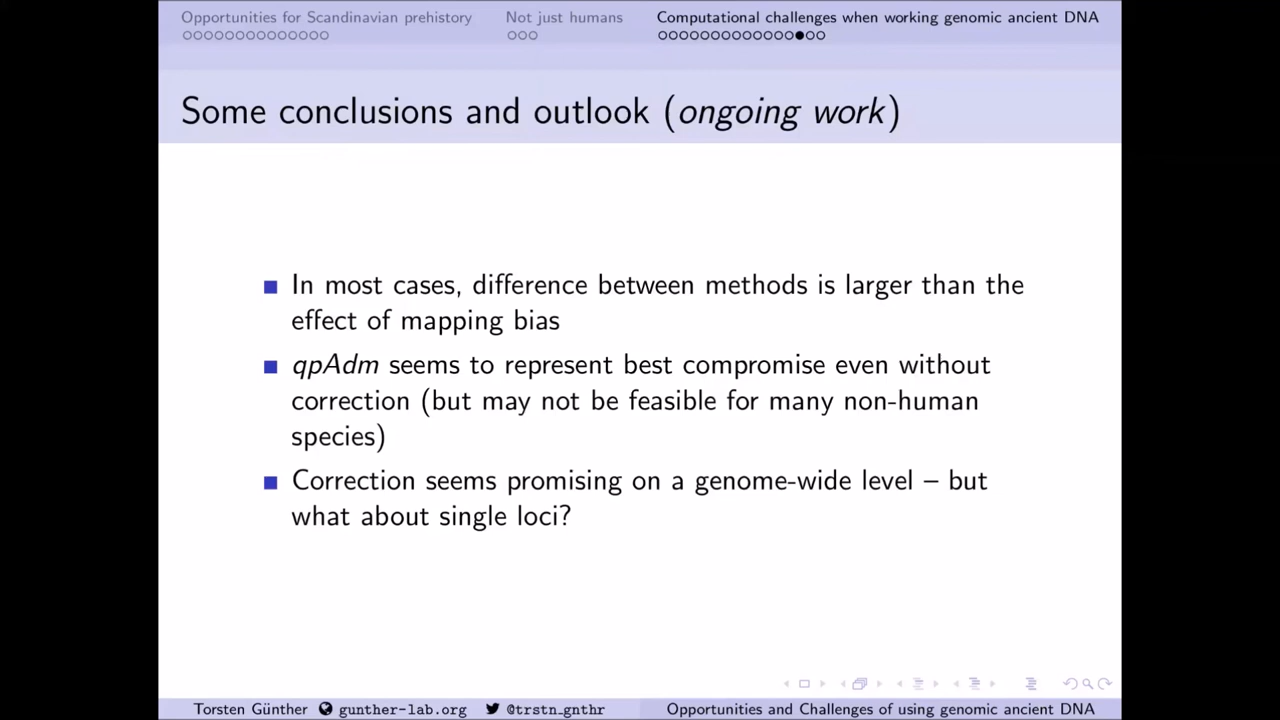 Opportunities for Scandinavian prehistory Not just humans Computational challenges when working genomic ancient DNA
Some conclusions and outlook (ongoing work)
In most cases, difference between methods is larger than the
effect of mapping bias
qpAdm seems to represent best compromise even without
correction (but may not be feasible for many non-human
species)
Correction seems promising on a genome-wide level – but
what about single loci?
Torsten Günther gunther-lab.org @trstn_gnthr Opportunities and Challenges of using genomic ancient DNA